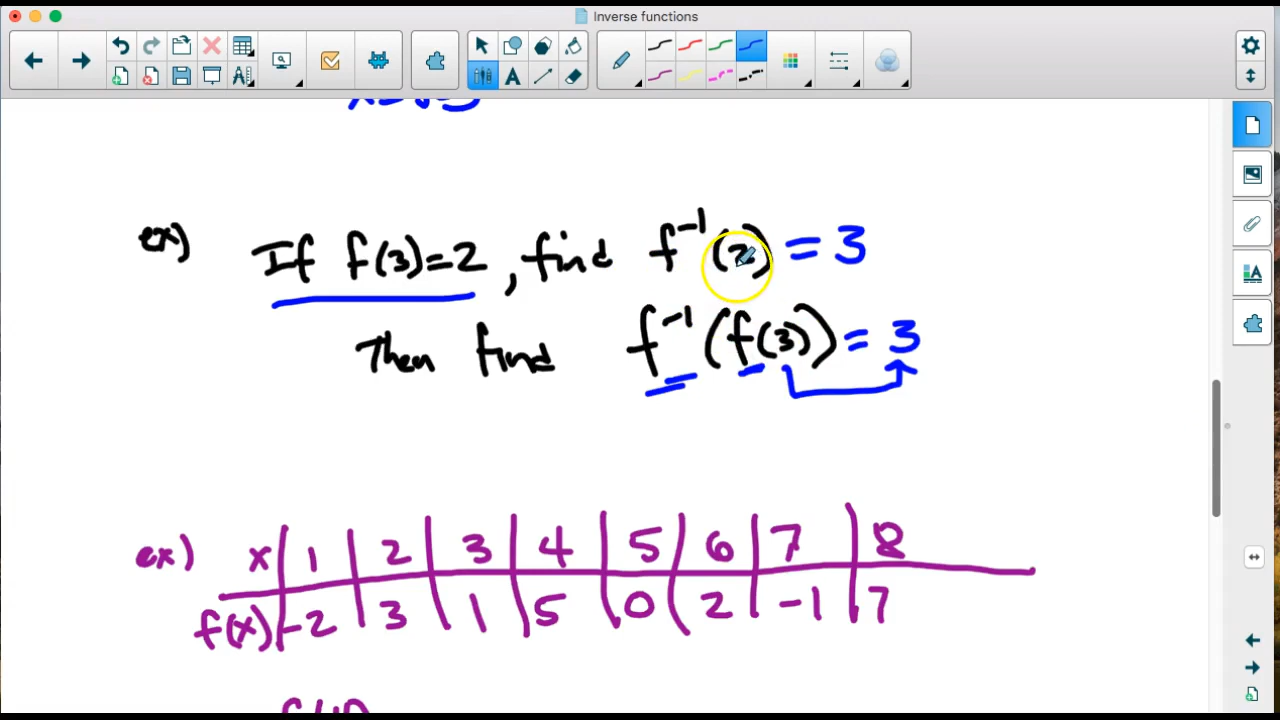 Inverse functions
ex) If f(3)=2, find f⁻¹(2) = 3
Then find f⁻¹(f(3)) = 3
ex) x | 1 | 2 | 3 | 4 | 5 | 6 | 7 | 8
f(x) | -2 | 3 | 1 | 5 | 0 | 2 | -1 | 7